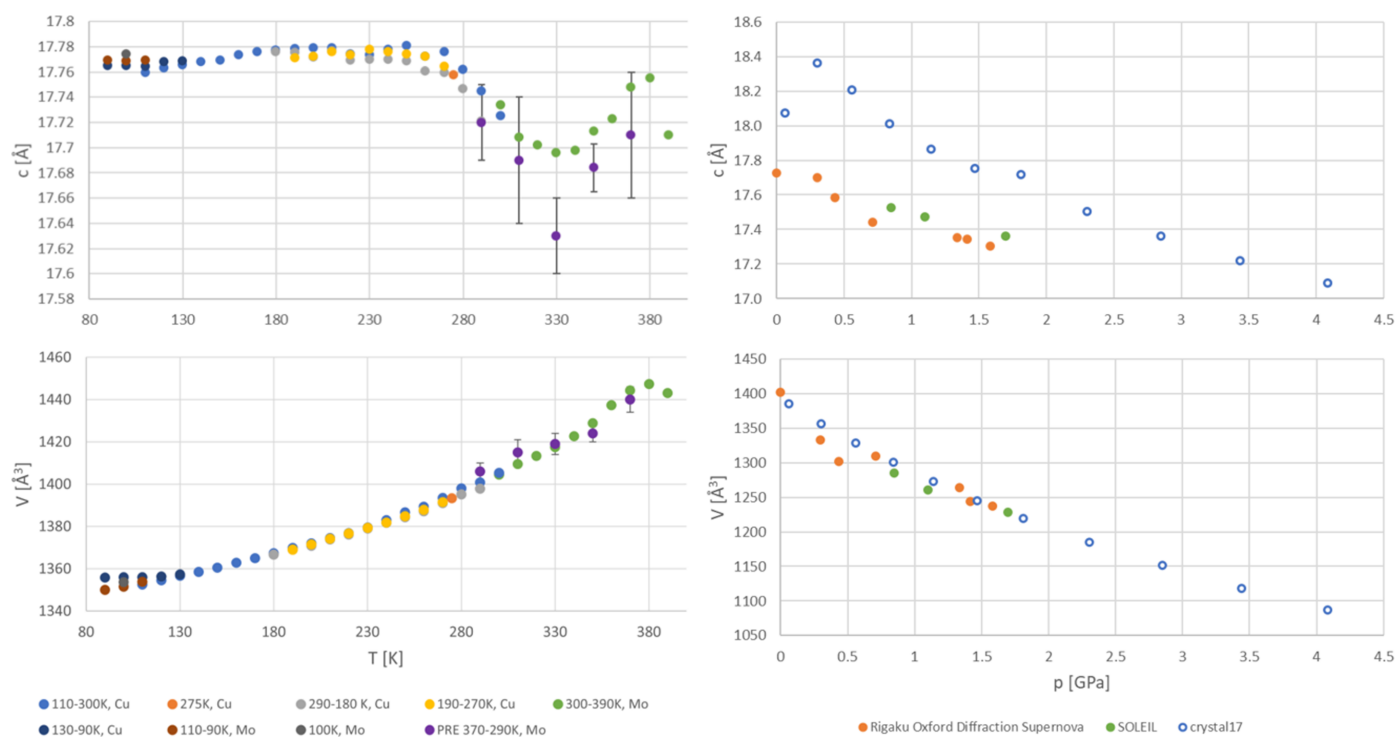 17.8
17.78
17.76
17.74
17.72
17.7
17.68
17.66
17.64
17.62
17.6
17.58
c [Å]
80 130 180 230 280 330 380
18.6
18.4
18.2
18.0
17.8
17.6
17.4
17.2
17.0
c [Å]
0 0.5 1 1.5 2 2.5 3 3.5 4 4.5
1460
1440
1420
1400
1380
1360
1340
V [Å³]
80 130 180 230 280 330 380
T [K]
1450
1400
1350
1300
1250
1200
1150
1100
1050
V [Å³]
0 0.5 1 1.5 2 2.5 3 3.5 4 4.5
p [GPa]
110-300K, Cu 275K, Cu 290-180 K, Cu 190-270K, Cu 300-390K, Mo
130-90K, Cu 110-90K, Mo 100K, Mo PRE 370-290K, Mo
Rigaku Oxford Diffraction Supernova SOLEIL crystal17